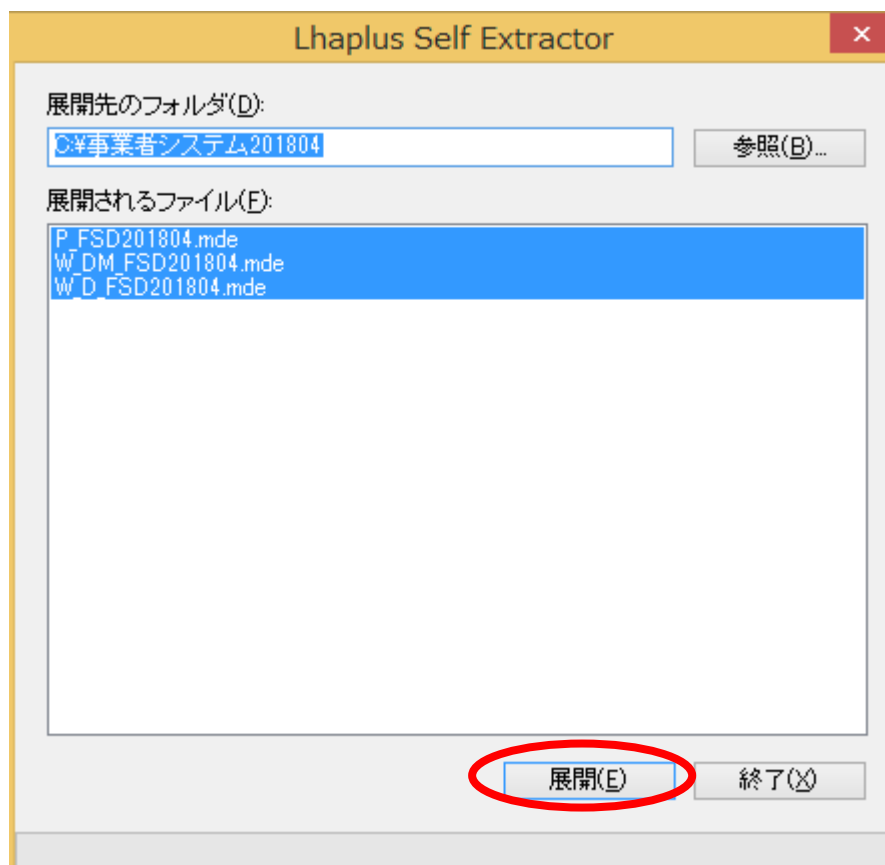 Lhaplus Self Extractor
展開先のフォルダ(D):
C:¥事業者システム201804
参照(B)...
展開されるファイル(F):
P_FSD201804.mde
W_DM_FSD201804.mde
W_D_FSD201804.mde
展開(E)
終了(X)